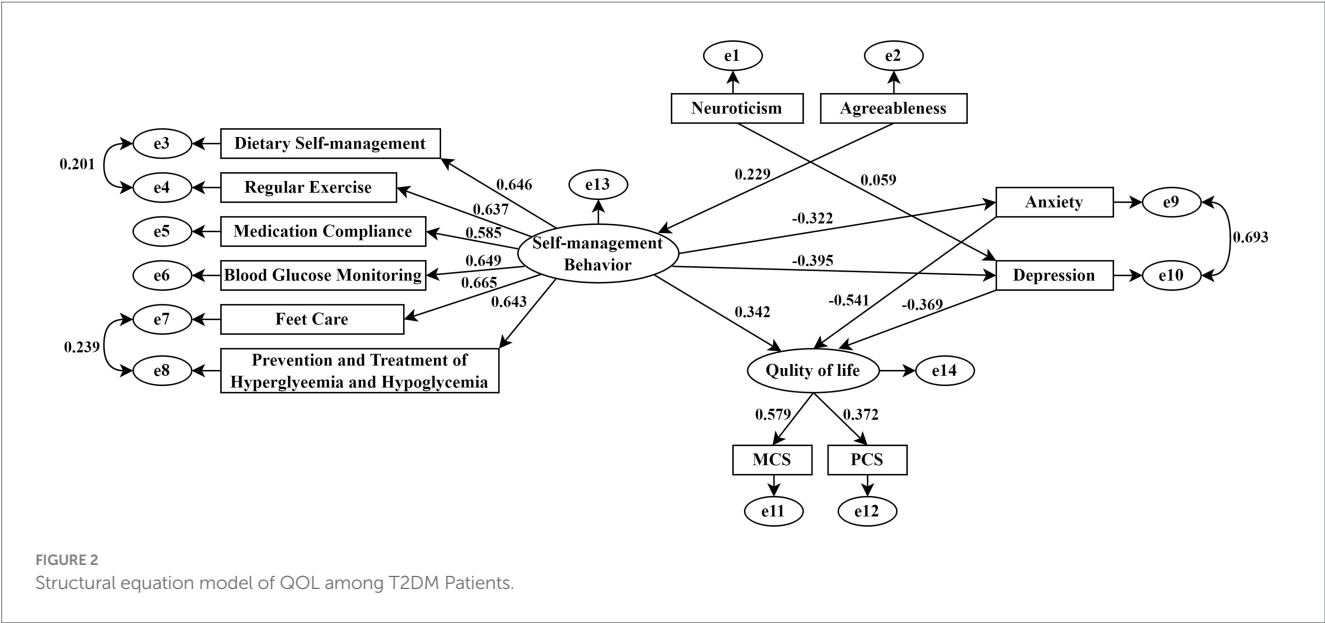 e1
e2
Neuroticism
Agreeableness
e3
Dietary Self-management
0.201
e4
Regular Exercise
e5
Medication Compliance
e6
Blood Glucose Monitoring
e7
Feet Care
0.239
e8
Prevention and Treatment of
Hyperglyeemia and Hypoglycemia
0.646
0.637
0.585
0.649
0.665
0.643
e13
Self-management
Behavior
0.229
0.059
-0.322
-0.395
0.342
-0.541
-0.369
Anxiety
e9
0.693
Depression
e10
Qulity of life
e14
0.579
0.372
MCS
PCS
e11
e12
FIGURE 2
Structural equation model of QOL among T2DM Patients.